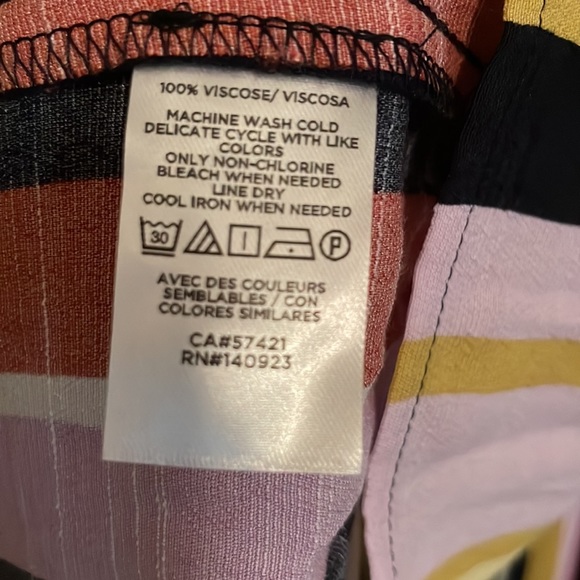 100% VISCOSE/ VISCOSA
MACHINE WASH COLD
DELICATE CYCLE WITH LIKE
COLORS
ONLY NON-CHLORINE
BLEACH WHEN NEEDED
LINE DRY
COOL IRON WHEN NEEDED
30 P
AVEC DES COULEURS
SEMBLABLES / CON
COLORES SIMILARES
CA#57421
RN#140923